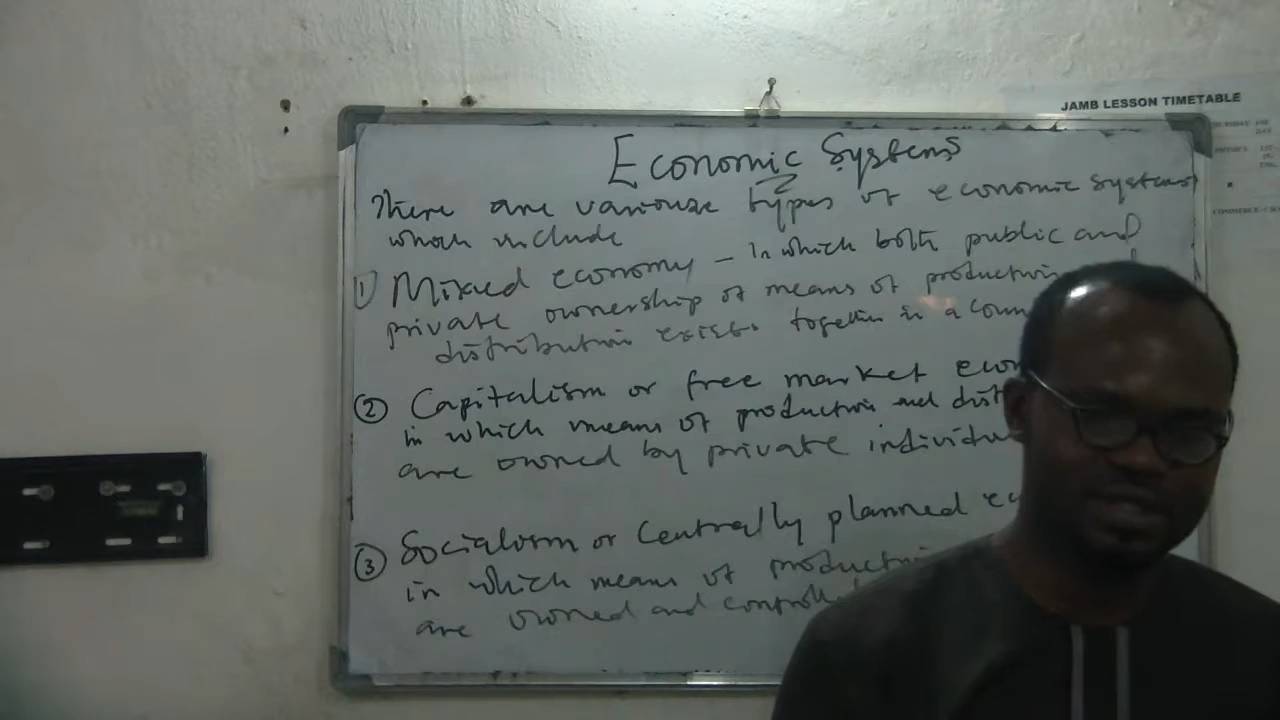 JAMB LESSON TIMETABLE
Economic Systems
There are variouse types of economic systems
which include
1) Mixed economy - In which both public and
private ownership of means of production
distribution exists together in a
2 Capitalism or free market
in which means of production and
are owned by private
3 Socialism or Centrally planned
in which means of
are owned and